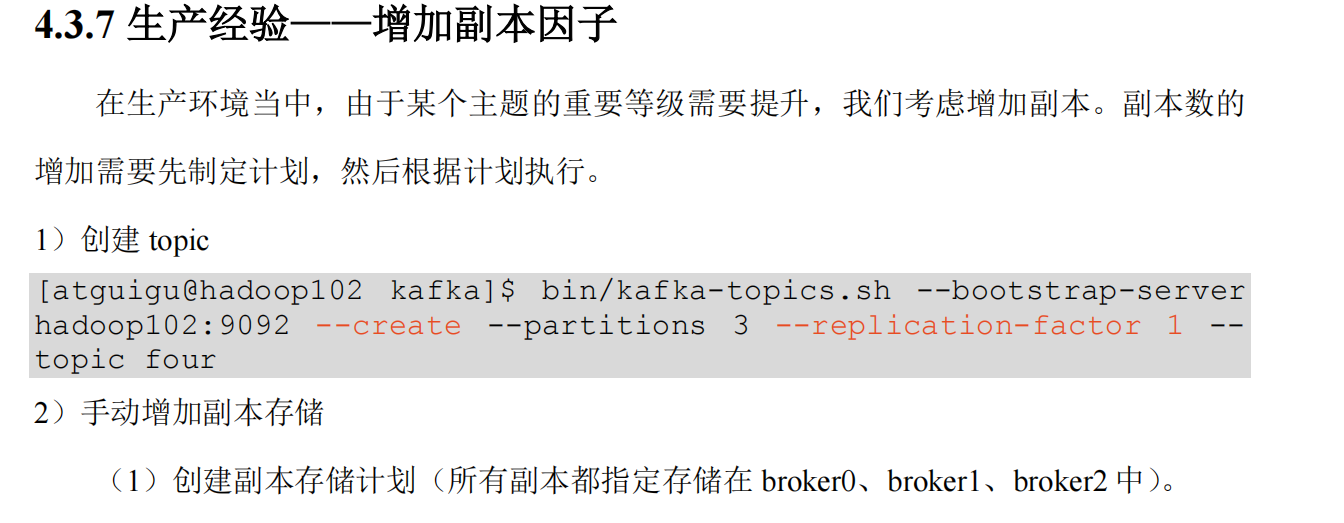 4.3.7 生产经验——增加副本因子
在生产环境当中，由于某个主题的重要等级需要提升，我们考虑增加副本。副本数的
增加需要先制定计划，然后根据计划执行。
1）创建 topic
[atguigu@hadoop102 kafka]$ bin/kafka-topics.sh --bootstrap-server
hadoop102:9092 --create --partitions 3 --replication-factor 1 --
topic four
2）手动增加副本存储
（1）创建副本存储计划（所有副本都指定存储在 broker0、broker1、broker2 中）。